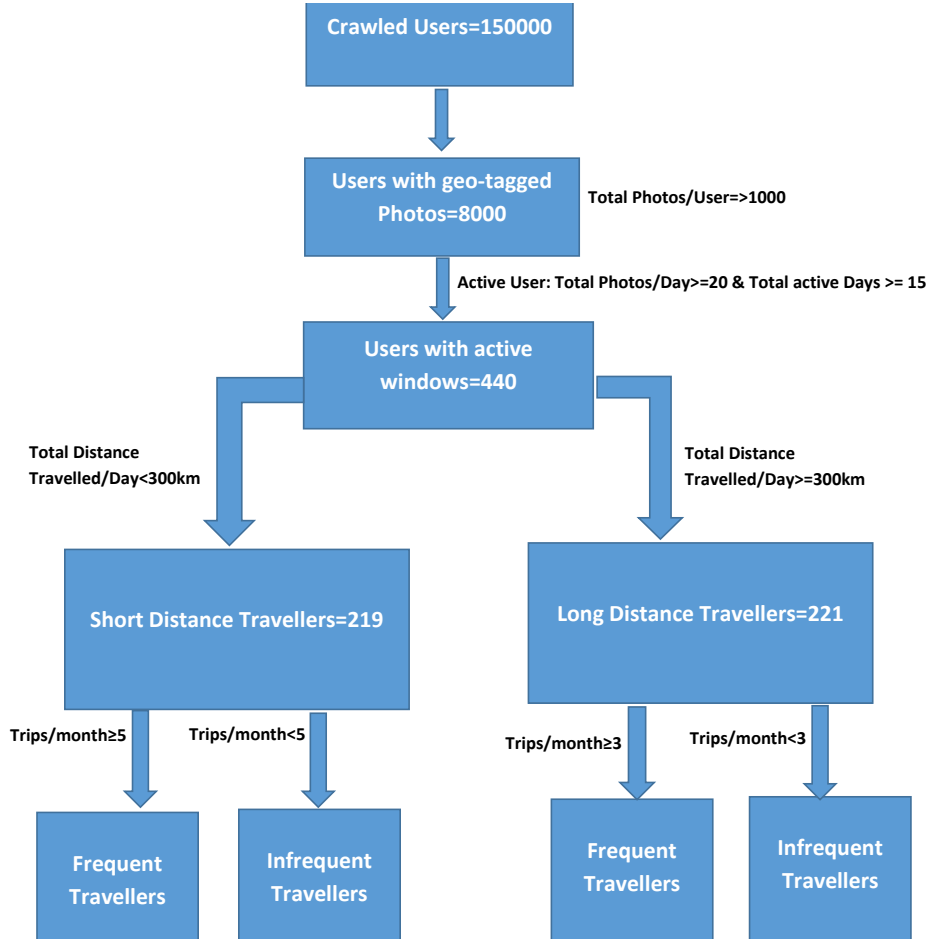 Crawled Users=150000
Users with geo-tagged
Photos=8000
Total Photos/User=>1000
Active User: Total Photos/Day>=20 & Total active Days >= 15
Users with active
windows=440
Total Distance
Travelled/Day<300km
Total Distance
Travelled/Day>=300km
Short Distance Travellers=219
Long Distance Travellers=221
Trips/month≥5
Trips/month<5
Trips/month≥3
Trips/month<3
Frequent
Travellers
Infrequent
Travellers
Frequent
Travellers
Infrequent
Travellers